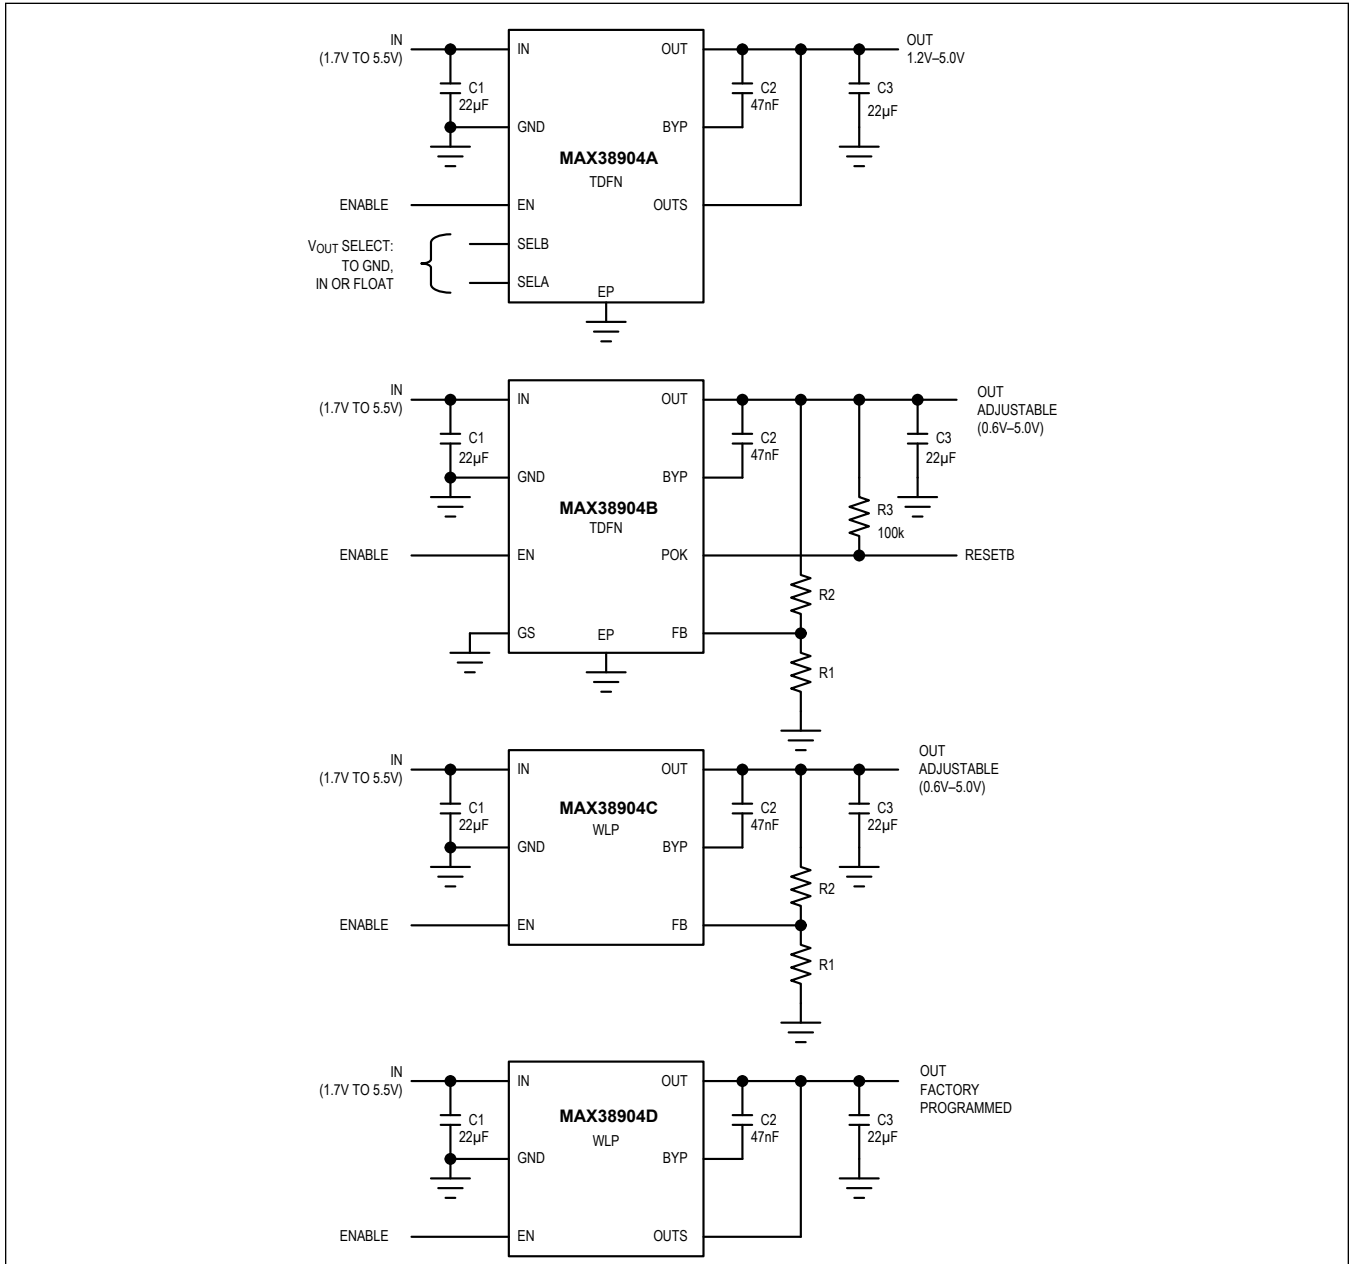 IN
(1.7V TO 5.5V)
C1
22µF
IN
GND
EN
SELB
SELA
EP
MAX38904A
TDFN
OUT
BYP
OUTS
C2
47nF
C3
22µF
OUT
1.2V–5.0V
ENABLE
VOUT SELECT:
TO GND,
IN OR FLOAT
IN
(1.7V TO 5.5V)
C1
22µF
IN
GND
EN
GS
EP
MAX38904B
TDFN
OUT
BYP
POK
FB
C2
47nF
C3
22µF
OUT
ADJUSTABLE
(0.6V–5.0V)
R3
100k
RESETB
R2
R1
ENABLE
IN
(1.7V TO 5.5V)
C1
22µF
IN
GND
EN
MAX38904C
WLP
OUT
BYP
FB
C2
47nF
C3
22µF
OUT
ADJUSTABLE
(0.6V–5.0V)
R2
R1
ENABLE
IN
(1.7V TO 5.5V)
C1
22µF
IN
GND
EN
MAX38904D
WLP
OUT
BYP
OUTS
C2
47nF
C3
22µF
OUT
FACTORY
PROGRAMMED
ENABLE